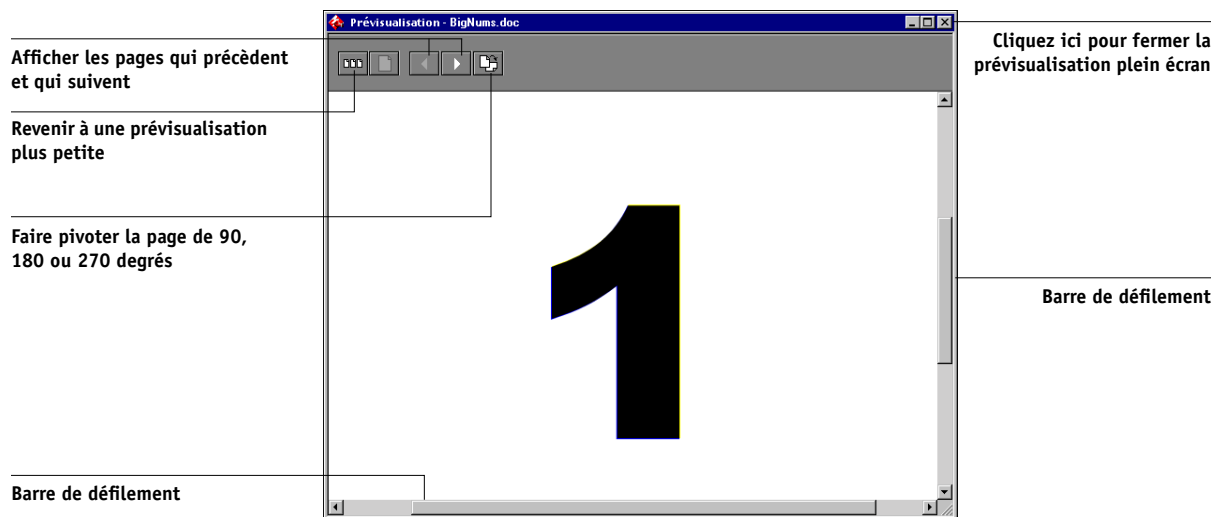 Prévisualisation - BigNums.doc
Afficher les pages qui précèdent
et qui suivent
Revenir à une prévisualisation
plus petite
Faire pivoter la page de 90,
180 ou 270 degrés
Barre de défilement
1
Cliquez ici pour fermer la
prévisualisation plein écran
Barre de défilement